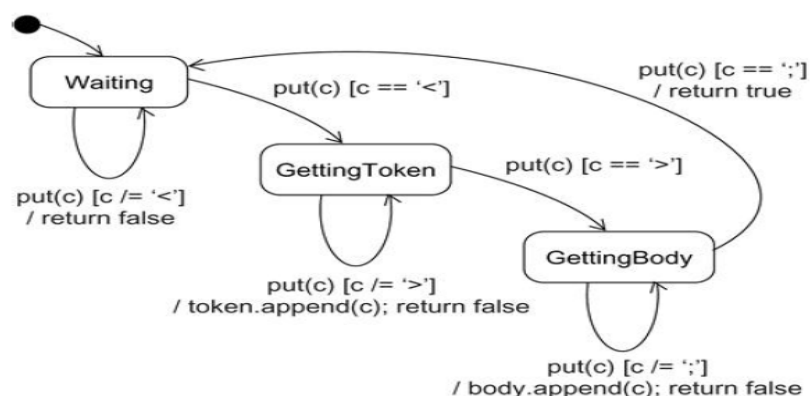 Waiting
put(c) [c == ‘<’]
put(c) [c == ‘;’]
/ return true
put(c) [c /= ‘<’]
/ return false
GettingToken
put(c) [c == ‘>’]
put(c) [c /= ‘>’]
/ token.append(c); return false
GettingBody
put(c) [c /= ‘;’]
/ body.append(c); return false